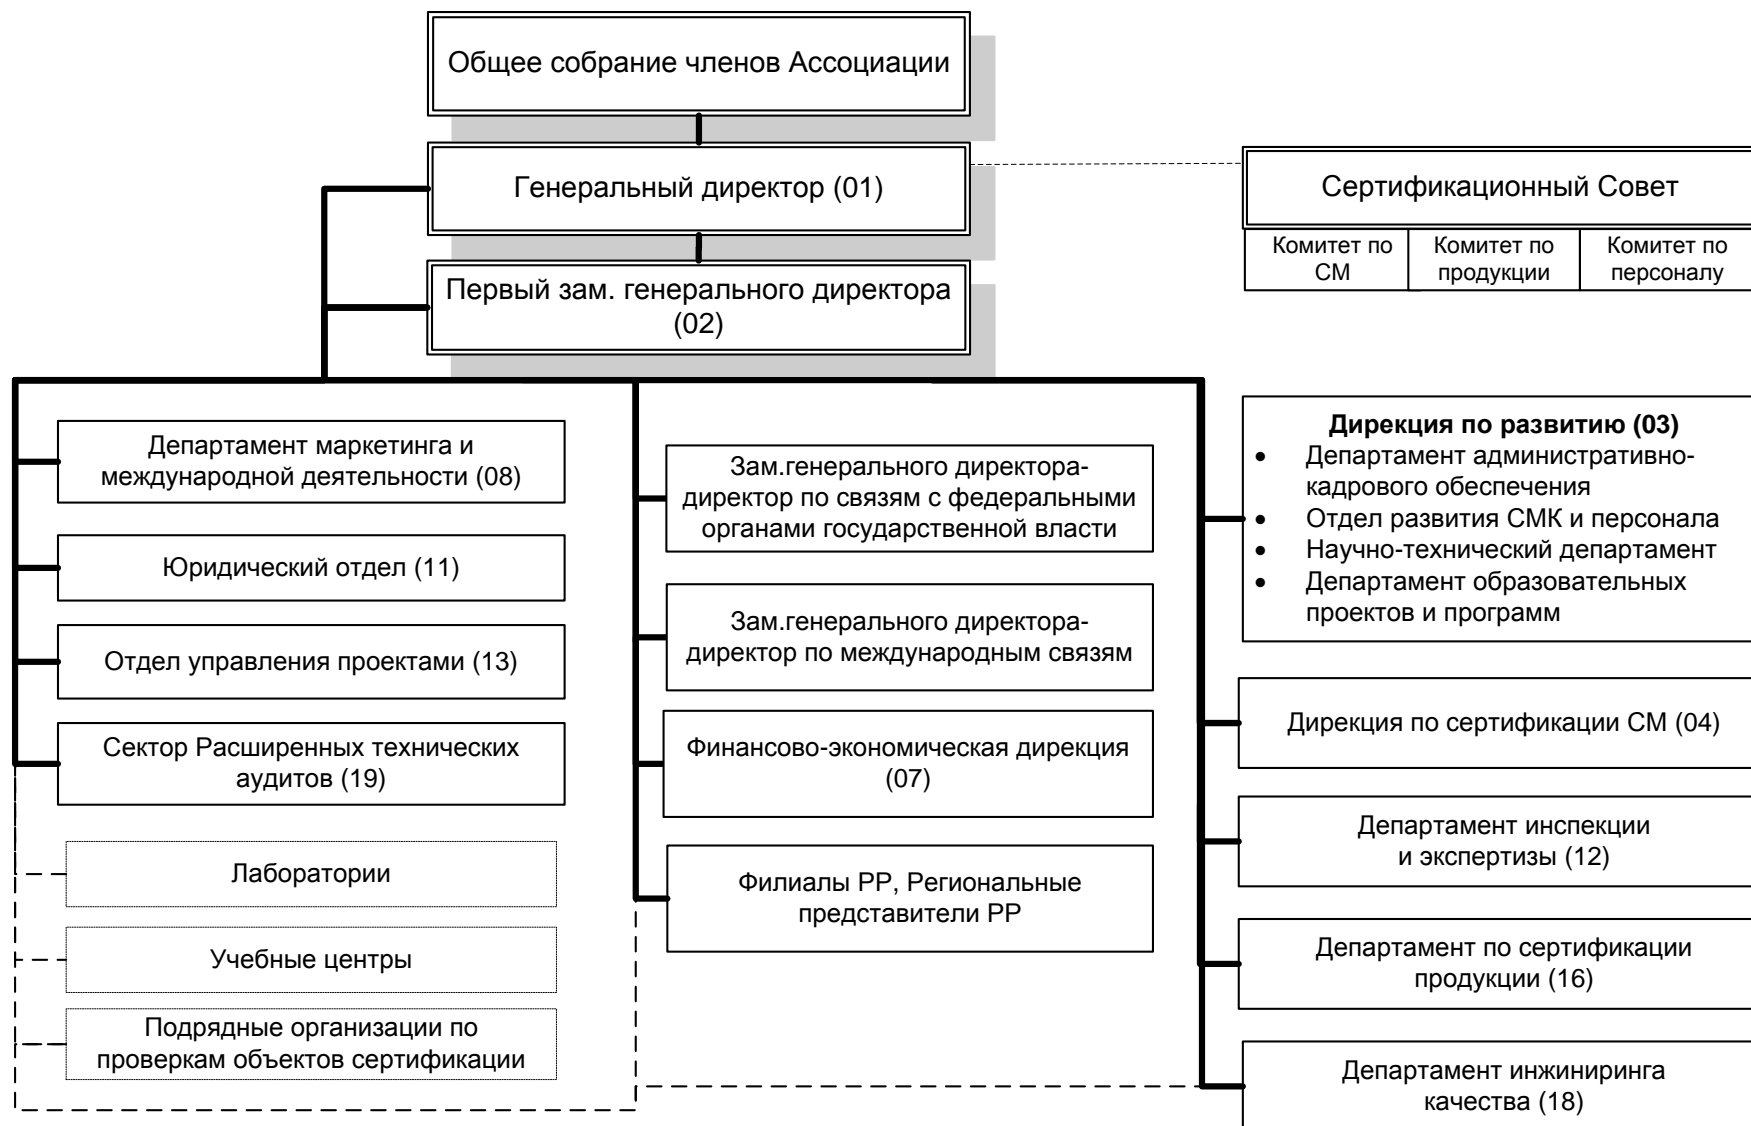 Общее собрание членов Ассоциации
Генеральный директор (01)
Сертификационный Совет
Комитет по
СМ
Комитет по
продукции
Комитет по
персоналу
Первый зам. генерального директора
(02)
Департамент маркетинга и
международной деятельности (08)
Юридический отдел (11)
Отдел управления проектами (13)
Сектор Расширенных технических
аудитов (19)
Лаборатории
Учебные центры
Подрядные организации по
проверкам объектов сертификации
Зам.генерального директора-
директор по связям с федеральными
органами государственной власти
Зам.генерального директора-
директор по международным связям
Финансово-экономическая дирекция
(07)
Филиалы РР, Региональные
представители РР
Дирекция по развитию (03)
• Департамент административно-
кадрового обеспечения
• Отдел развития СМК и персонала
• Научно-технический департамент
• Департамент образовательных
проектов и программ
Дирекция по сертификации СМ (04)
Департамент инспекции
и экспертизы (12)
Департамент по сертификации
продукции (16)
Департамент инжиниринга
качества (18)